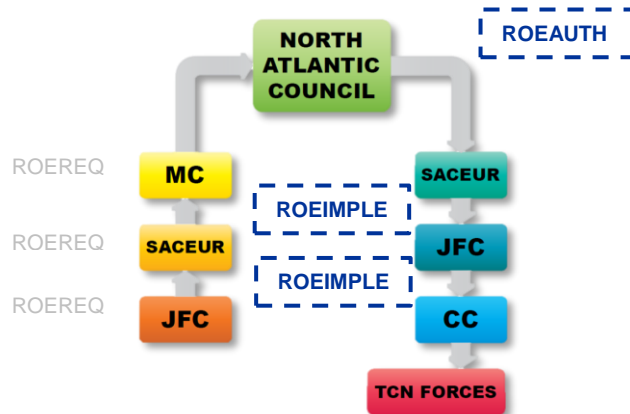 ROEAUTH
NORTH
ATLANTIC
COUNCIL
ROEREQ
MC
SACEUR
ROEIMPLE
ROEREQ
SACEUR
JFC
ROEIMPLE
ROEREQ
JFC
CC
TCN FORCES